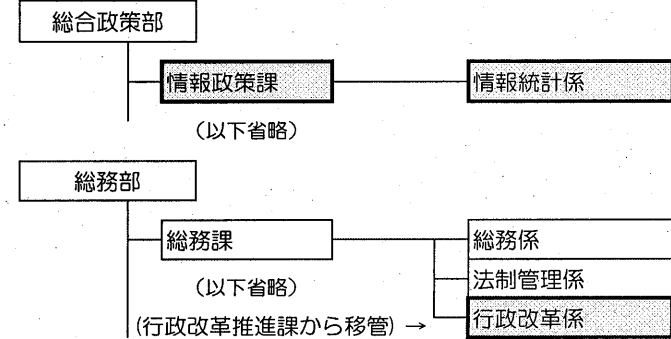 総合政策部
情報政策課
情報統計係
（以下省略）
総務部
総務課
総務係
（以下省略）
法制管理係
(行政改革推進課から移管) →
行政改革係